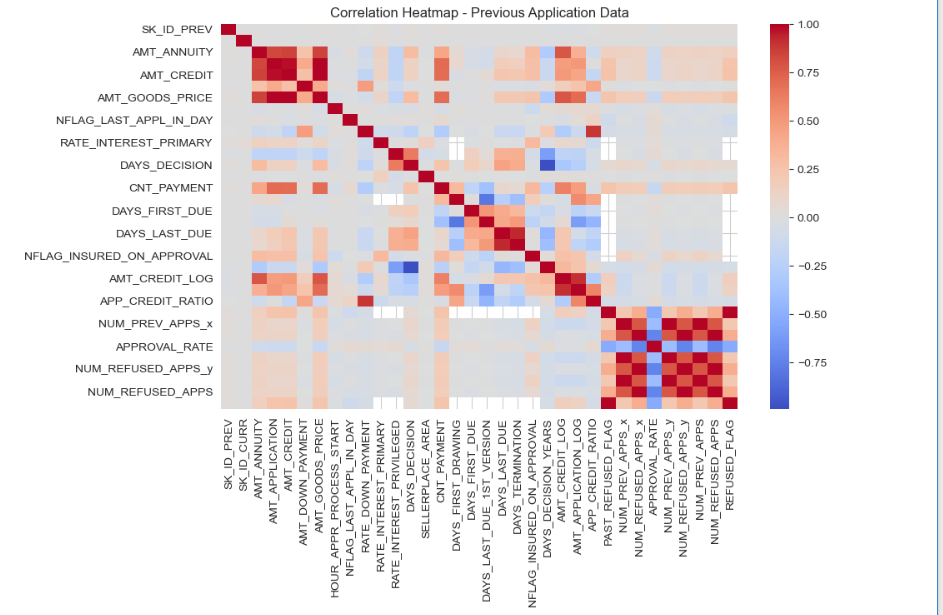 Correlation Heatmap - Previous Application Data
SK_ID_PREV
AMT_ANNUITY
AMT_CREDIT
AMT_GOODS_PRICE
NFLAG_LAST_APPL_IN_DAY
RATE_INTEREST_PRIMARY
DAYS_DECISION
CNT_PAYMENT
DAYS_FIRST_DUE
DAYS_LAST_DUE
NFLAG_INSURED_ON_APPROVAL
AMT_CREDIT_LOG
APP_CREDIT_RATIO
NUM_PREV_APPS_x
APPROVAL_RATE
NUM_REFUSED_APPS_y
NUM_REFUSED_APPS
1.00
0.75
0.50
0.25
0.00
−0.25
−0.50
−0.75
SK_ID_PREV
SK_ID_CURR
AMT_ANNUITY
AMT_APPLICATION
AMT_CREDIT
AMT_DOWN_PAYMENT
AMT_GOODS_PRICE
HOUR_APPR_PROCESS_START
NFLAG_LAST_APPL_IN_DAY
RATE_DOWN_PAYMENT
RATE_INTEREST_PRIMARY
RATE_INTEREST_PRIVILEGED
DAYS_DECISION
SELLERPLACE_AREA
CNT_PAYMENT
DAYS_FIRST_DRAWING
DAYS_FIRST_DUE
DAYS_LAST_DUE_1ST_VERSION
DAYS_LAST_DUE
DAYS_TERMINATION
NFLAG_INSURED_ON_APPROVAL
DAYS_DECISION_YEARS
AMT_CREDIT_LOG
AMT_APPLICATION_LOG
APP_CREDIT_RATIO
PAST_REFUSED_FLAG
NUM_PREV_APPS_x
NUM_REFUSED_APPS_x
APPROVAL_RATE
NUM_PREV_APPS_y
NUM_REFUSED_APPS_y
NUM_PREV_APPS
NUM_REFUSED_APPS
REFUSED_FLAG